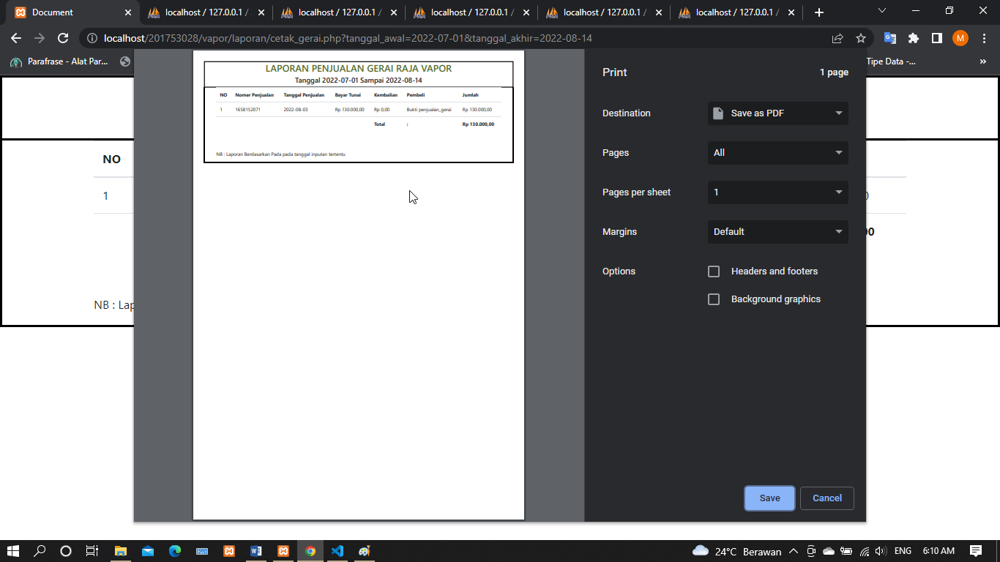 Document
localhost / 127.0.0.1 /
localhost / 127.0.0.1 /
localhost / 127.0.0.1 /
localhost / 127.0.0.1 /
localhost / 127.0.0.1 /
localhost/201753028/vapor/laporan/cetak_gerai.php?tanggal_awal=2022-07-01&tanggal_akhir=2022-08-14
M
Parafrase - Alat Par...
Tipe Data -...
»
NO
1
NB : Lap
LAPORAN PENJUALAN GERAI RAJA VAPOR
Tanggal 2022-07-01 Sampai 2022-08-14
NO Nomer Penjualan Tanggal Penjualan Bayar Tunai Kembalian Pembeli Jumlah
1 1658152071 2022-08-03 Rp 130.000,00 Rp 0,00 Bukti penjualan_gerai Rp 130.000,00
Total : Rp 130.000,00
NB : Laporan Berdasarkan Pada pada tanggal inputan tertentu
Print 1 page
Destination Save as PDF
Pages All
Pages per sheet 1
Margins Default
Options Headers and footers
Background graphics
Save Cancel
24°C Berawan ENG 6:10 AM